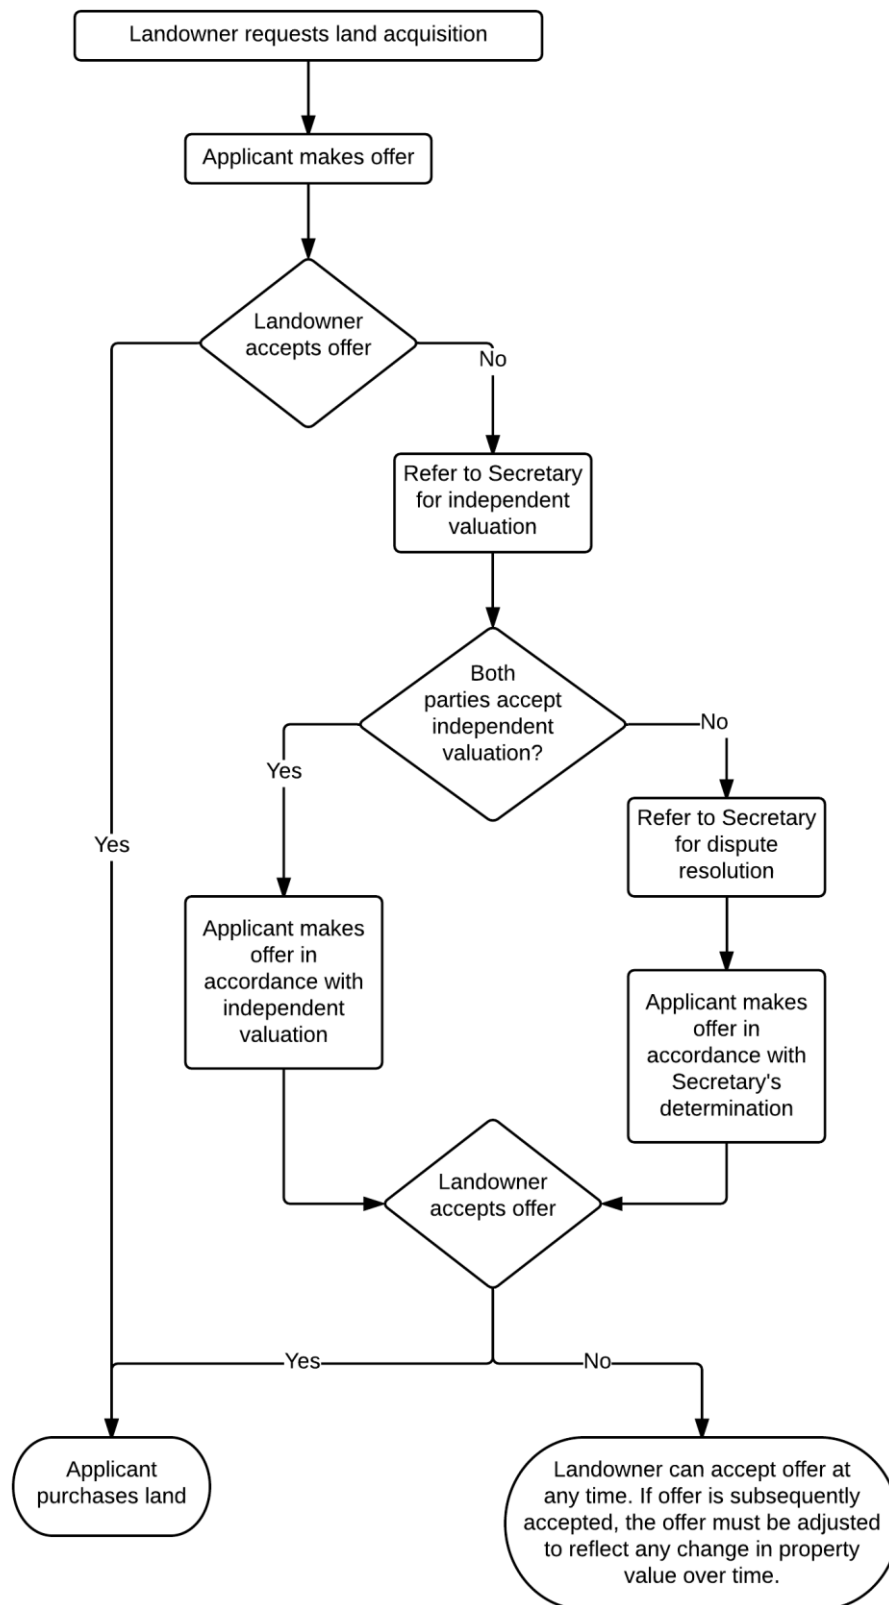 Landowner requests land acquisition
Applicant makes offer
Landowner
accepts offer
No
Refer to Secretary
for independent
valuation
Both
parties accept
independent
valuation?
No
Yes
Refer to Secretary
for dispute
resolution
Yes
Applicant makes
offer in
accordance with
independent
valuation
Applicant makes
offer in
accordance with
Secretary's
determination
Landowner
accepts offer
Yes
No
Applicant
purchases land
Landowner can accept offer at
any time. If offer is subsequently
accepted, the offer must be adjusted
to reflect any change in property
value over time.